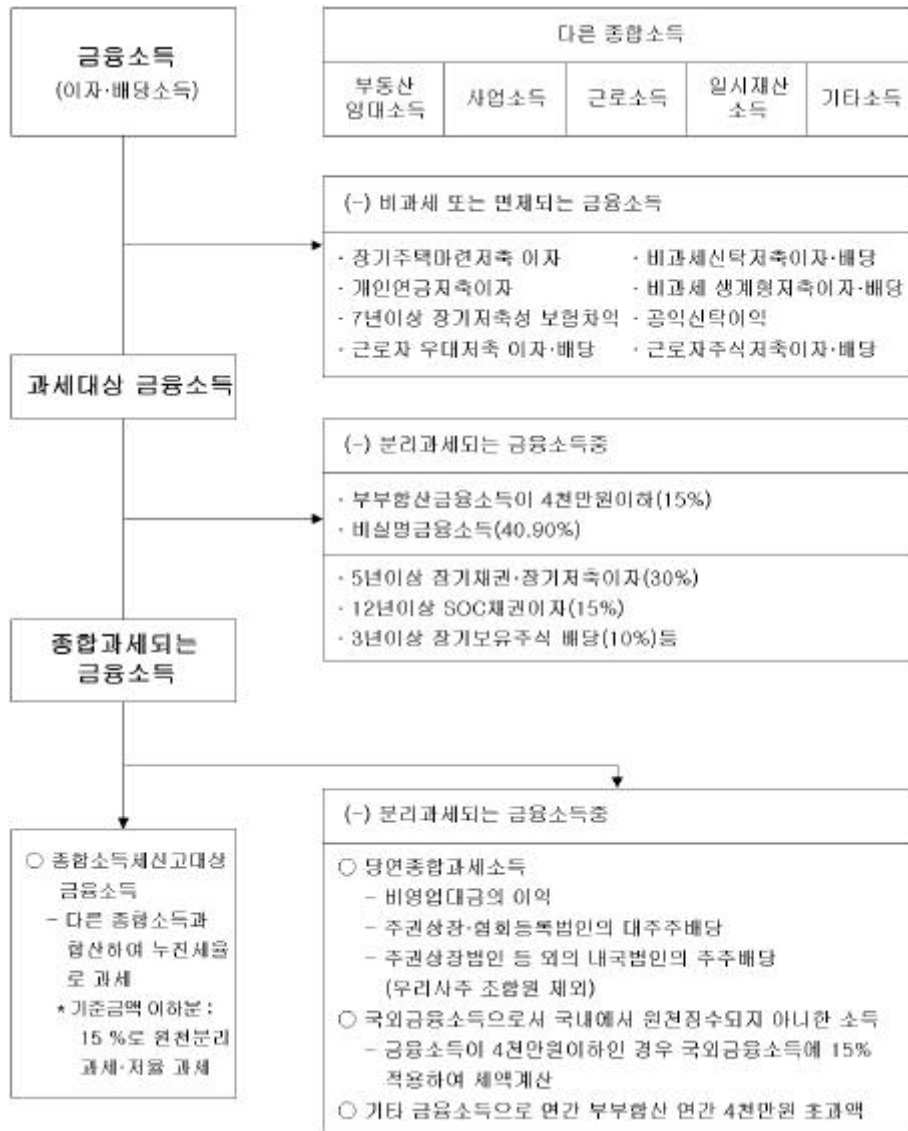 금융소득
(이자·배당소득)
다른 종합소득
부동산
임대소득
사업소득
근로소득
일시재산
소득
기타소득
(-) 비과세 또는 면제되는 금융소득
· 장기주택마련저축 이자
· 비과세신탁저축이자·배당
· 개인연금저축이자
· 비과세 생계형저축이자·배당
· 7년이상 장기저축성 보험차익
· 공익신탁이익
· 근로자 우대저축 이자·배당
· 근로자주식저축이자·배당
과세대상 금융소득
(-) 분리과세되는 금융소득중
· 부부합산금융소득이 4천만원이하(15%)
· 비실명금융소득(40.90%)
· 5년이상 장기채권·장기저축이자(30%)
· 12년이상 SOC채권이자(15%)
· 3년이상 장기보유주식 배당(10%)등
종합과세되는
금융소득
○ 종합소득세신고대상
금융소득
- 다른 종합소득과
합산하여 누진세율
로 과세
* 기준금액 이하분 :
15 %로 원천분리
과세·저율 과세
(-) 분리과세되는 금융소득중
○ 당연종합과세소득
- 비영업대금의 이익
- 주권상장·협회등록법인의 대주주배당
- 주권상장법인 등 외의 내국법인의 주주배당
(우리사주 조합원 제외)
○ 국외금융소득으로서 국내에서 원천징수되지 아니한 소득
- 금융소득이 4천만원이하인 경우 국외금융소득에 15%
적용하여 세액계산
○ 기타 금융소득으로 연간 부부합산 연간 4천만원 초과액